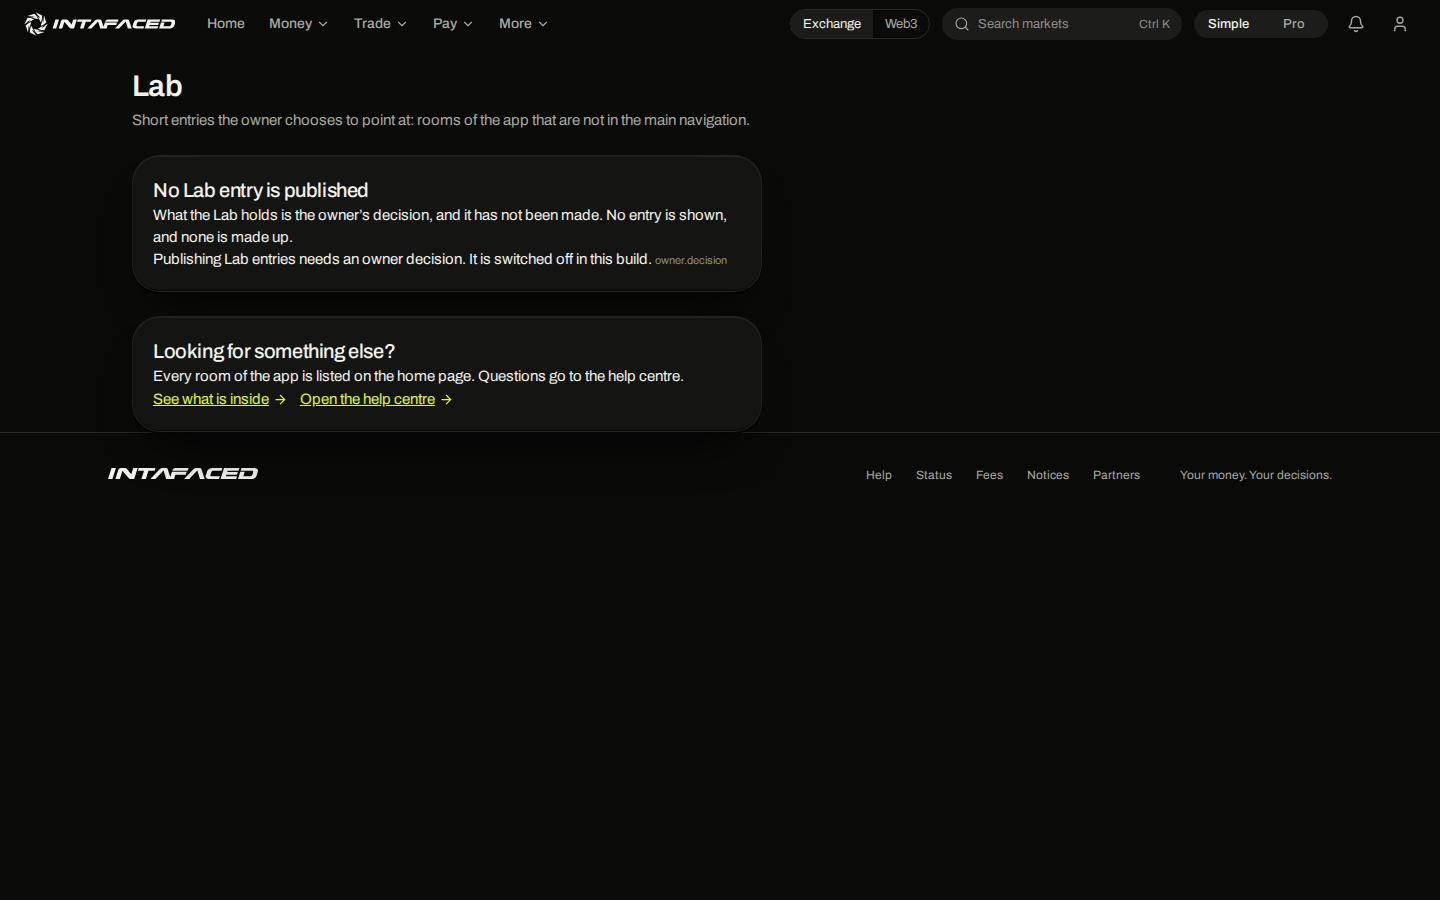 INTAFACED Home Money Trade Pay More Exchange Web3 Search markets Ctrl K Simple Pro
Lab
Short entries the owner chooses to point at: rooms of the app that are not in the main navigation.
No Lab entry is published
What the Lab holds is the owner’s decision, and it has not been made. No entry is shown,
and none is made up.
Publishing Lab entries needs an owner decision. It is switched off in this build. owner.decision
Looking for something else?
Every room of the app is listed on the home page. Questions go to the help centre.
See what is inside → Open the help centre →
INTAFACED Help Status Fees Notices Partners Your money. Your decisions.